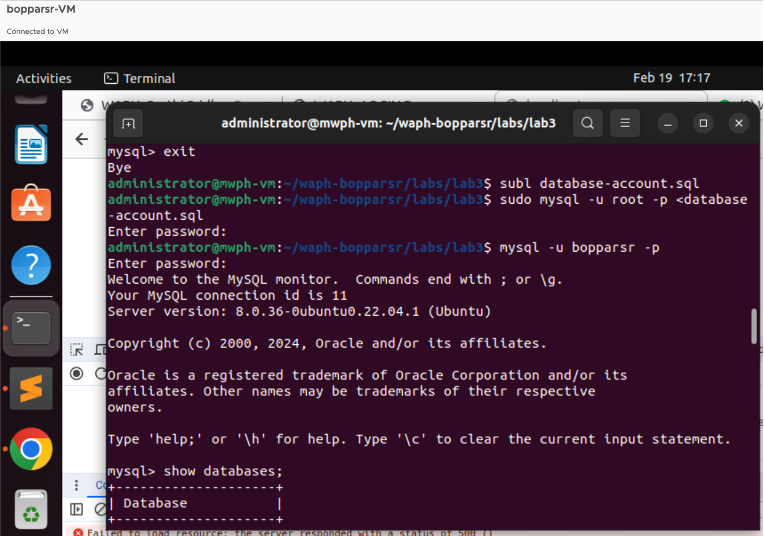 bopparsr-VM
Connected to VM
Activities
Terminal
Feb 19 17:17
administrator@mwph-vm: ~/waph-bopparsr/labs/lab3
mysql> exit
Bye
administrator@mwph-vm:~/waph-bopparsr/labs/lab3$ subl database-account.sql
administrator@mwph-vm:~/waph-bopparsr/labs/lab3$ sudo mysql -u root -p <database
-account.sql
Enter password:
administrator@mwph-vm:~/waph-bopparsr/labs/lab3$ mysql -u bopparsr -p
Enter password:
Welcome to the MySQL monitor.  Commands end with ; or \g.
Your MySQL connection id is 11
Server version: 8.0.36-0ubuntu0.22.04.1 (Ubuntu)
Copyright (c) 2000, 2024, Oracle and/or its affiliates.
Oracle is a registered trademark of Oracle Corporation and/or its
affiliates. Other names may be trademarks of their respective
owners.
Type 'help;' or '\h' for help. Type '\c' to clear the current input statement.
mysql> show databases;
+--------------------+
| Database           |
+--------------------+
Failed to load resource: the server responded with a status of 500 ()